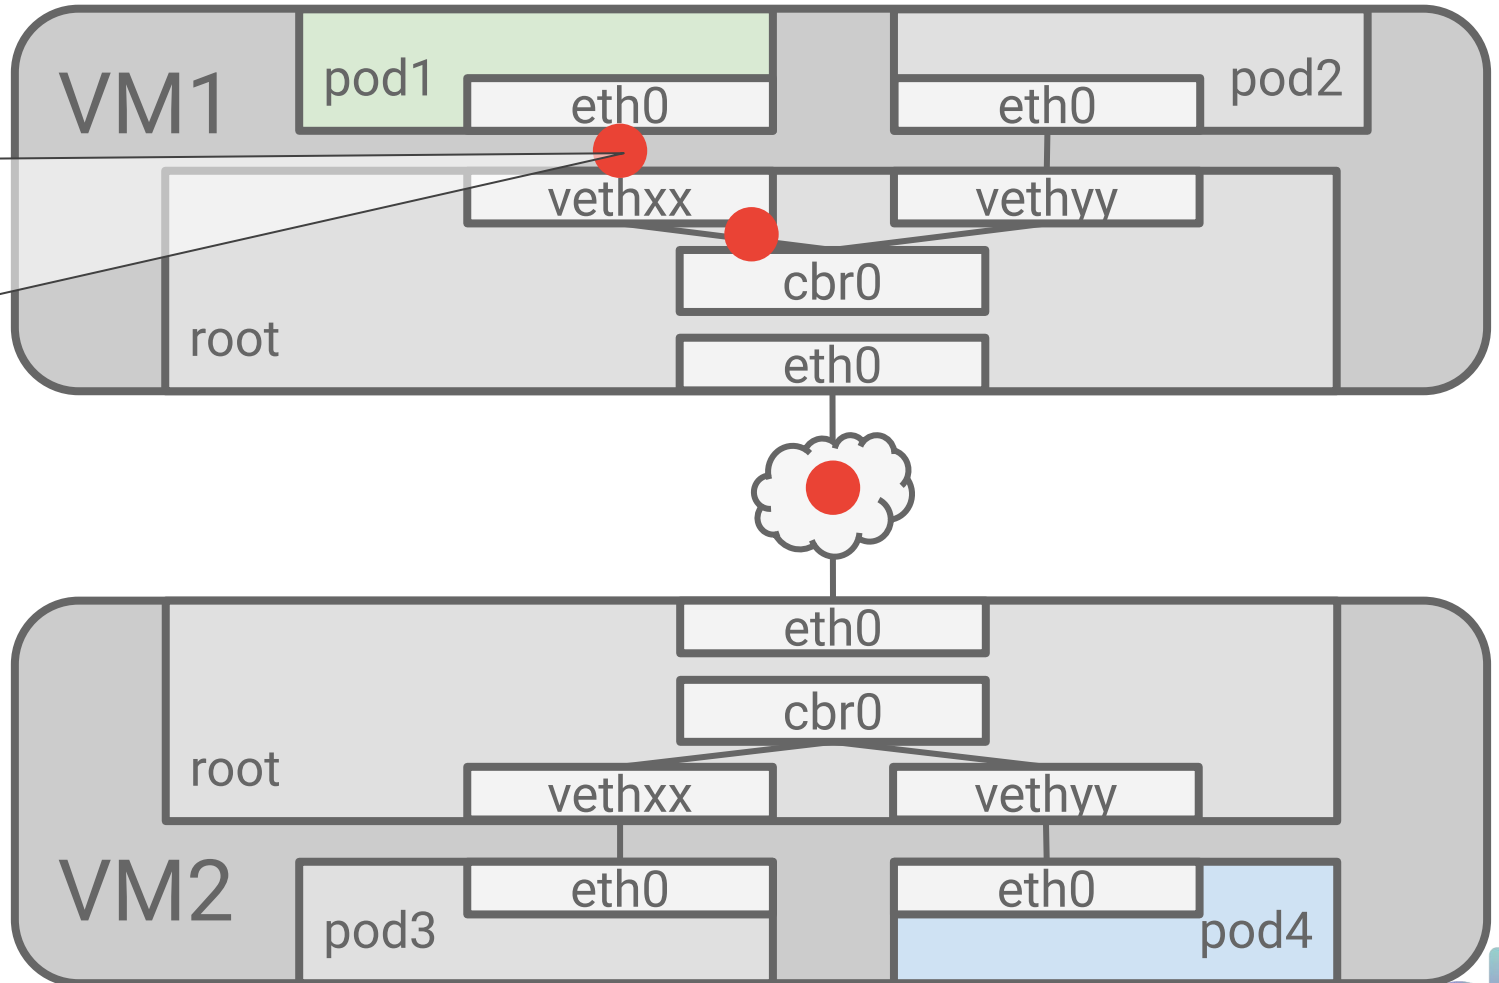 VM1
pod1
eth0
eth0
pod2
vethxx
vethyy
cbr0
root
eth0
eth0
cbr0
root
vethxx
vethyy
VM2
eth0
eth0
pod3
pod4